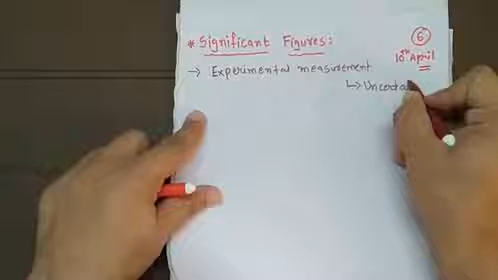 6
10th April
* Significant Figures:
→ Experimental measurement
↳ Uncerta